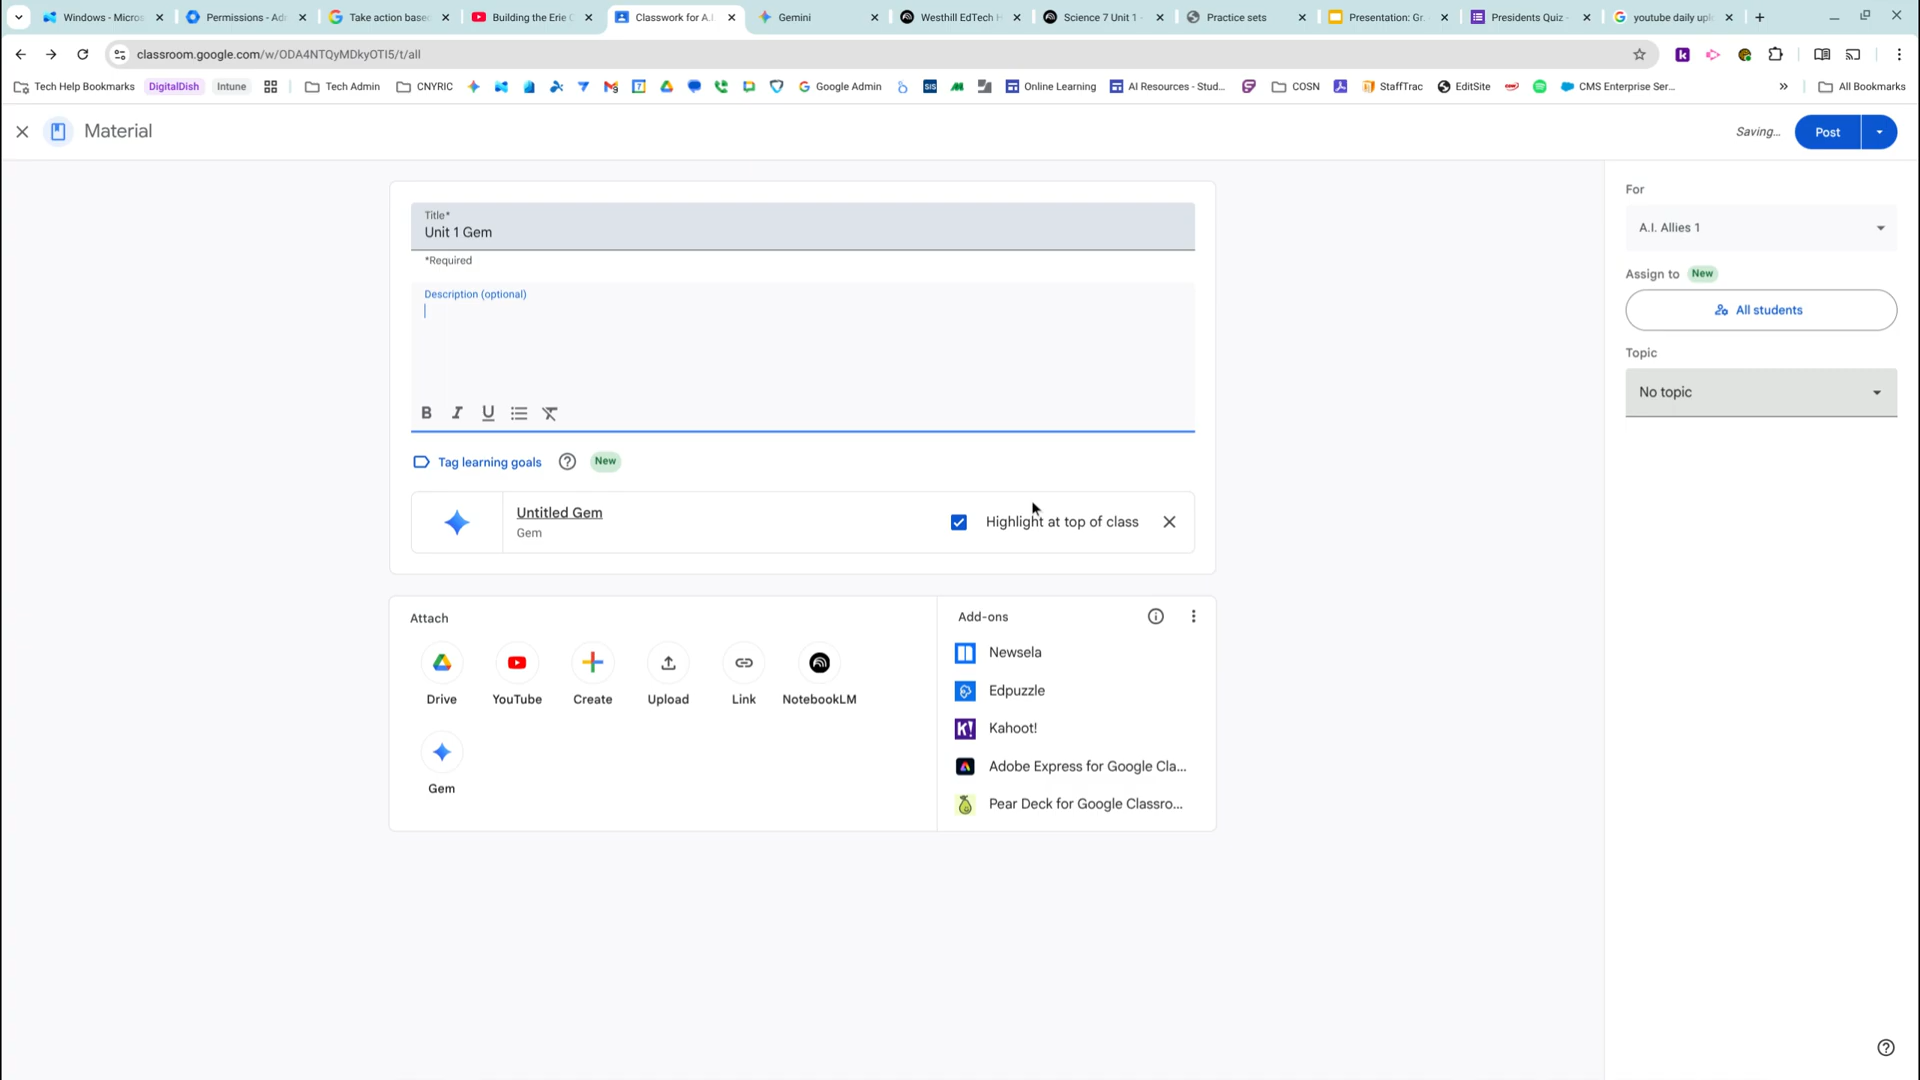 Windows - Micros
Permissions - Adm
Take action base
Building the Erie C
Classwork for A.I.
Gemini
Westhill EdTech H
Science 7 Unit 1 -
Practice sets
Presentation: Gr.
Presidents Quiz -
youtube daily upl
classroom.google.com/w/ODA4NTQyMDkyOTI5/t/all
Tech Help Bookmarks
DigitalDish
Intune
Tech Admin
CNYRIC
Google Admin
SIS
Online Learning
AI Resources - Stud...
COSN
StaffTrac
EditSite
CMS Enterprise Ser...
All Bookmarks
Material
Saving...
Post
Title*
Unit 1 Gem
*Required
Description (optional)
B I U
Tag learning goals
New
Untitled Gem
Gem
Highlight at top of class
Attach
Drive
YouTube
Create
Upload
Link
NotebookLM
Gem
Add-ons
Newsela
Edpuzzle
K! Kahoot!
Adobe Express for Google Cla...
Pear Deck for Google Classro...
For
A.I. Allies 1
Assign to
New
All students
Topic
No topic